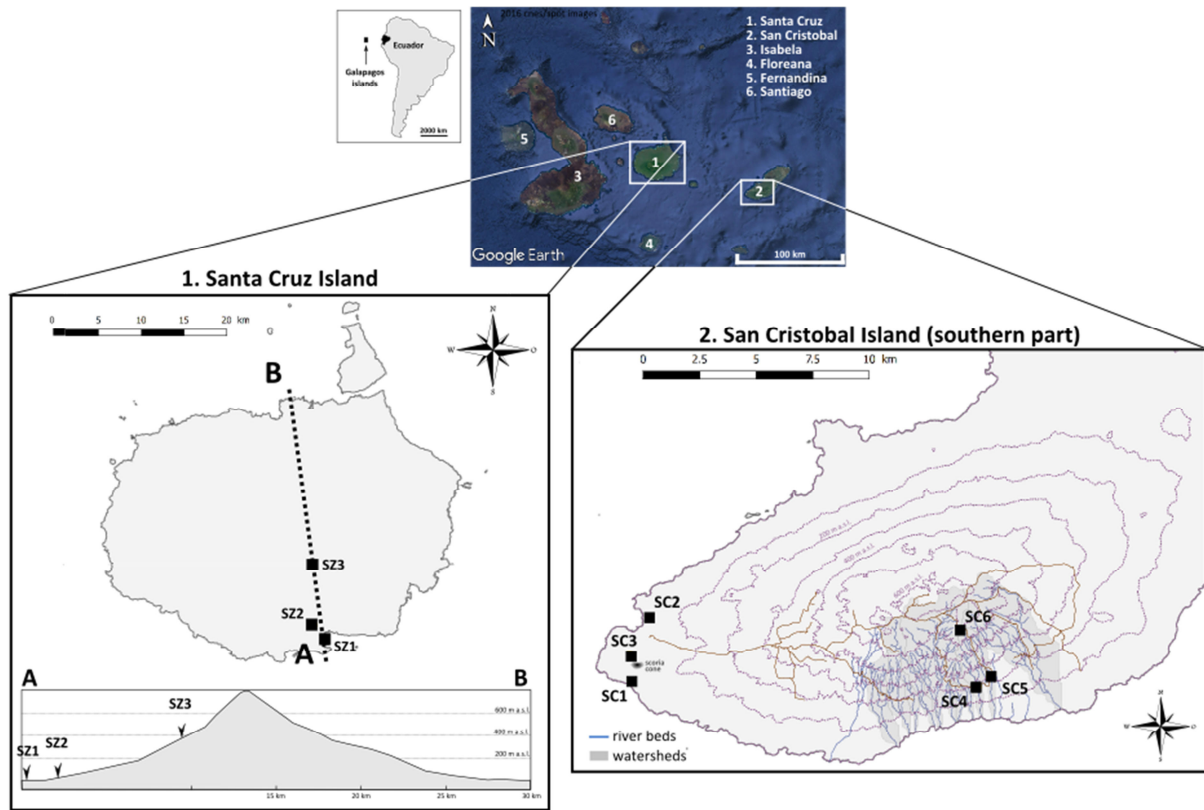 2016 cnes/spot images
N
1. Santa Cruz
2. San Cristobal
3. Isabela
4. Floreana
5. Fernandina
6. Santiago
Ecuador
Galapagos
islands
2000 km
5
6
3
1
2
4
Google Earth
100 km
1. Santa Cruz Island
0 5 10 15 20 km
N
W O
S
B
SZ3
SZ2
SZ1
A
A B
SZ3
SZ1 SZ2
600 m a.s.l.
400 m a.s.l.
200 m a.s.l.
15 km 20 km 25 km 30 km
2. San Cristobal Island (southern part)
0 2.5 5 7.5 10 km
200 m a.s.l.
400 m a.s.l.
600 m a.s.l.
SC2
SC3
scoria
cone
SC1
SC6
SC5
SC4
river beds
watersheds
N
W O
S